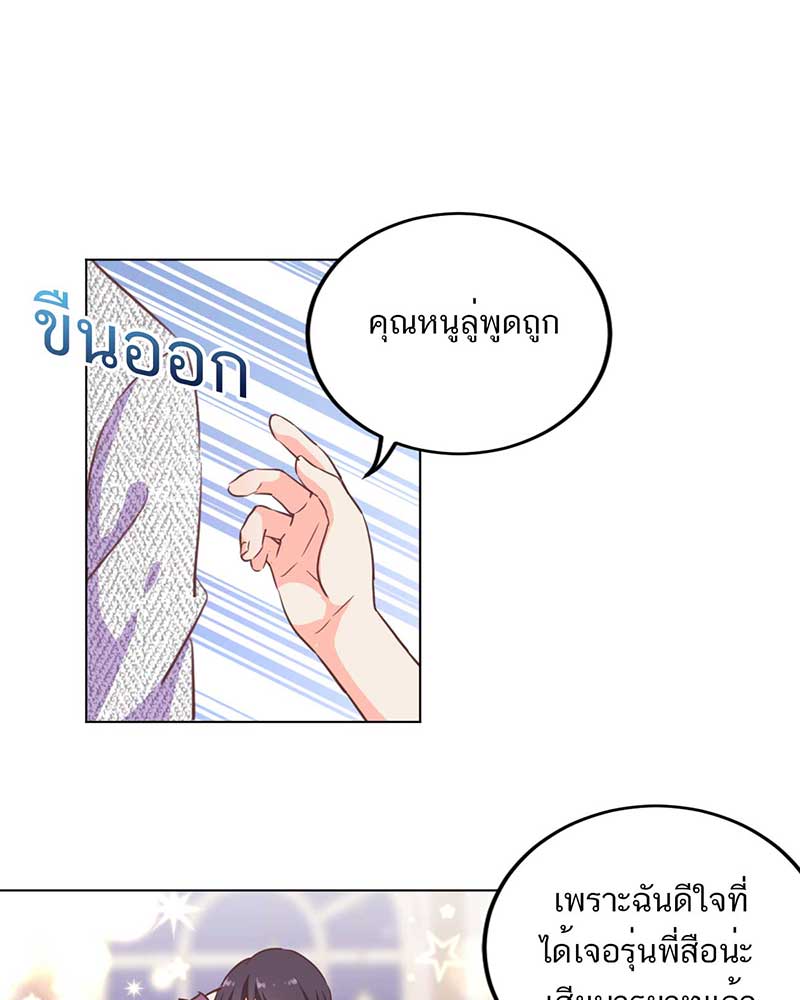 ขืนออก
คุณหนูลู่พูดถูก
เพราะฉันดีใจที่
ได้เจอรุ่นพี่สือน่ะ